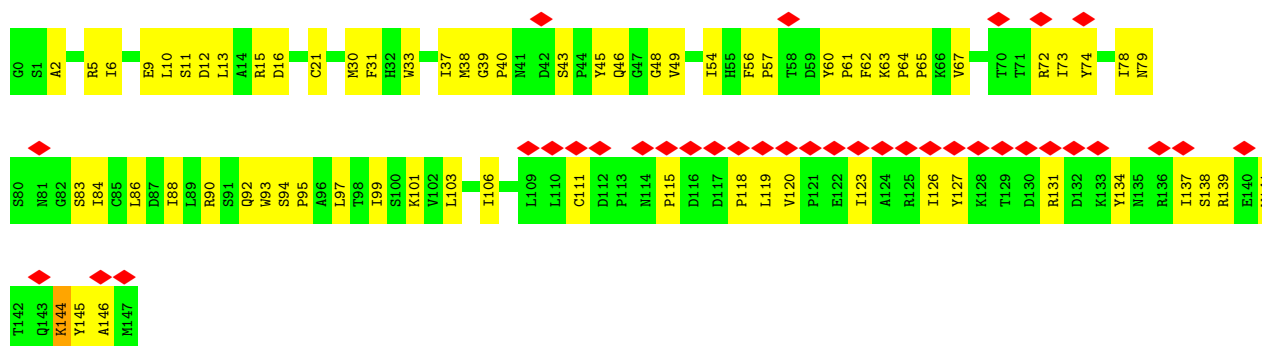 G0 S1 A2 R5 I6 E9 L10 S11 D12 L13 A14 R15 D16 C21 M30 F31 H32 W33 I37 M38 G39 P40 N41 D42 S43 P44 Y45 Q46 G47 G48 V49 I54 H55 F56 P57 T58 D59 Y60 P61 F62 K63 P64 P65 K66 V67 T70 T71 R72 I73 Y74 I78 N79
S80 N81 G82 S83 I84 C85 L86 D87 I88 L89 R90 S91 Q92 W93 S94 P95 A96 L97 T98 I99 S100 K101 V102 L103 I106 L109 L110 C111 D112 P113 N114 P115 D116 D117 P118 L119 V120 P121 E122 I123 A124 R125 I126 Y127 K128 T129 D130 R131 D132 K133 Y134 N135 R136 I137 S138 R139 E140
T142 Q143 K144 Y145 A146 M147